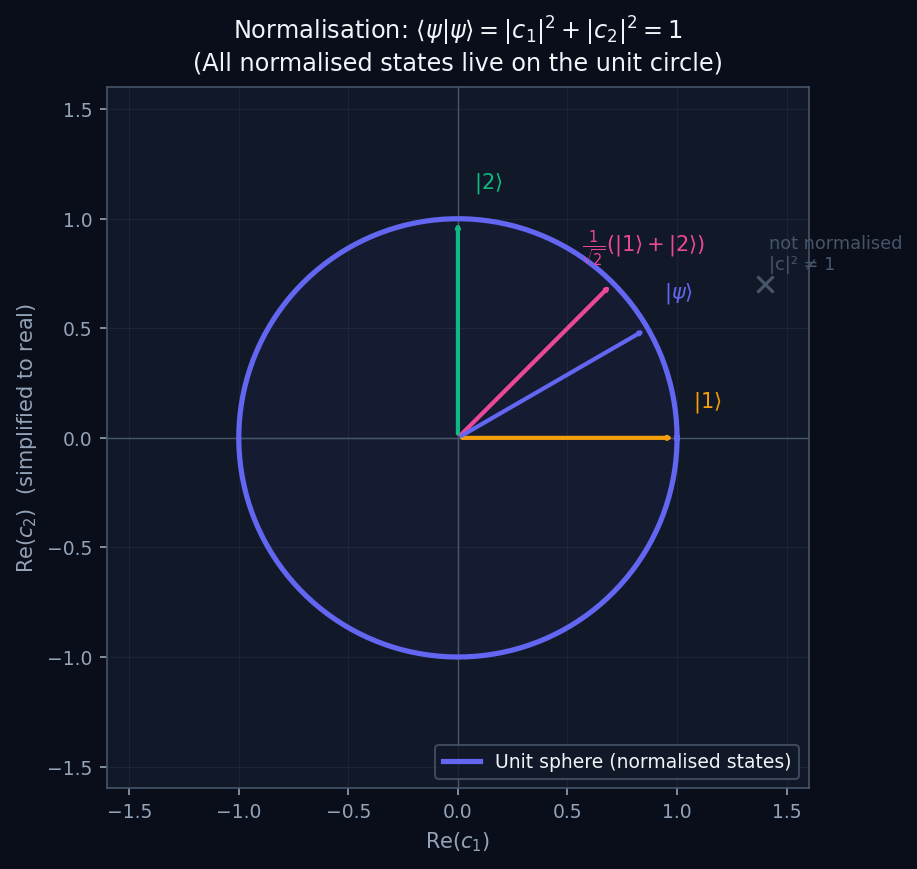 Normalisation: ⟨ψ|ψ⟩ = |c₁|² + |c₂|² = 1
(All normalised states live on the unit circle)
1.5
|2⟩
1.0
1/√2(|1⟩ + |2⟩)
not normalised
|c|² ≠ 1
|ψ⟩
0.5
|1⟩
0.0
−0.5
−1.0
−1.5
Re(c₂) (simplified to real)
Unit sphere (normalised states)
−1.5 −1.0 −0.5 0.0 0.5 1.0 1.5
Re(c₁)